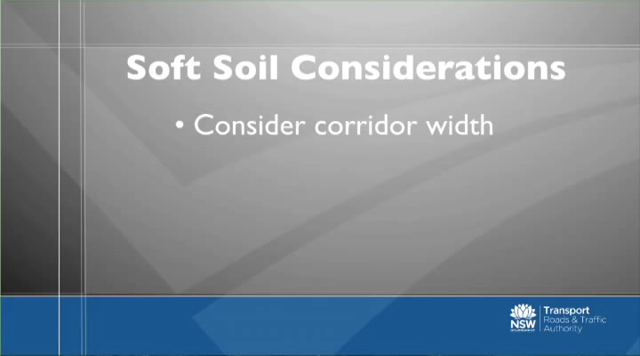 Soft Soil Considerations
• Consider corridor width
NSW
Transport
Roads & Traffic
Authority